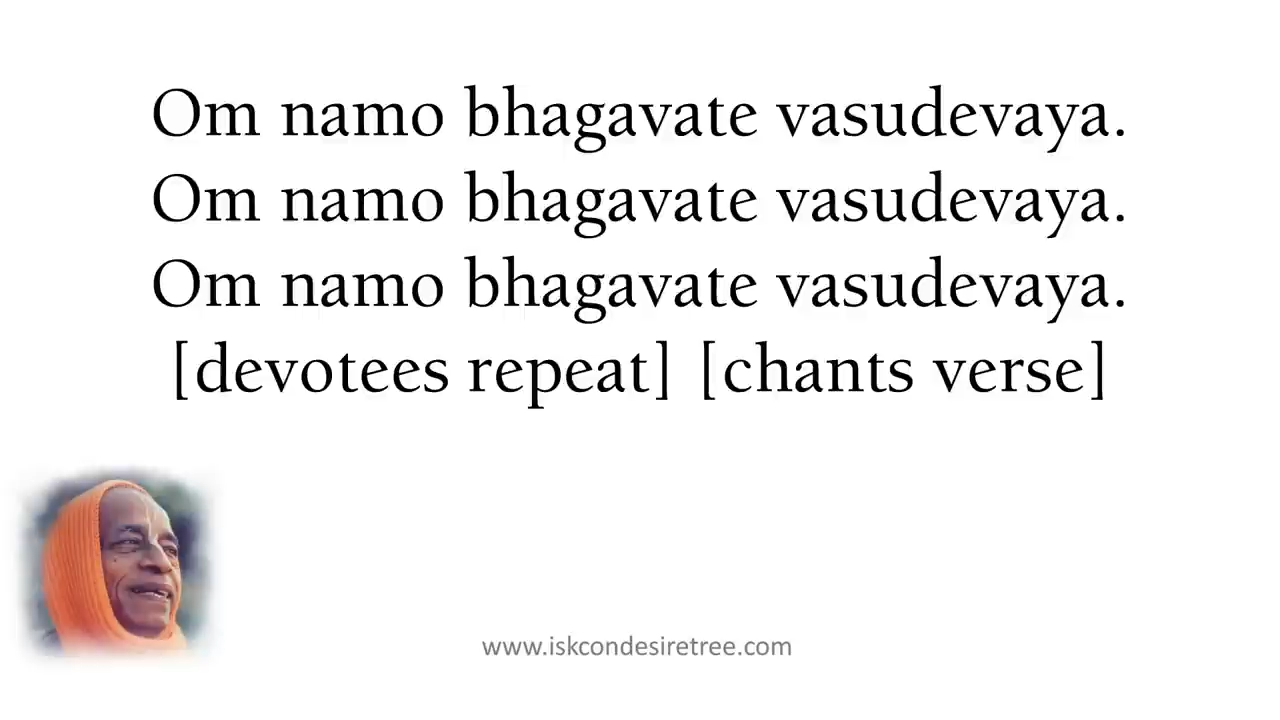 Om namo bhagavate vasudevaya.
Om namo bhagavate vasudevaya.
Om namo bhagavate vasudevaya.
[devotees repeat] [chants verse]
www.iskcondesiretree.com